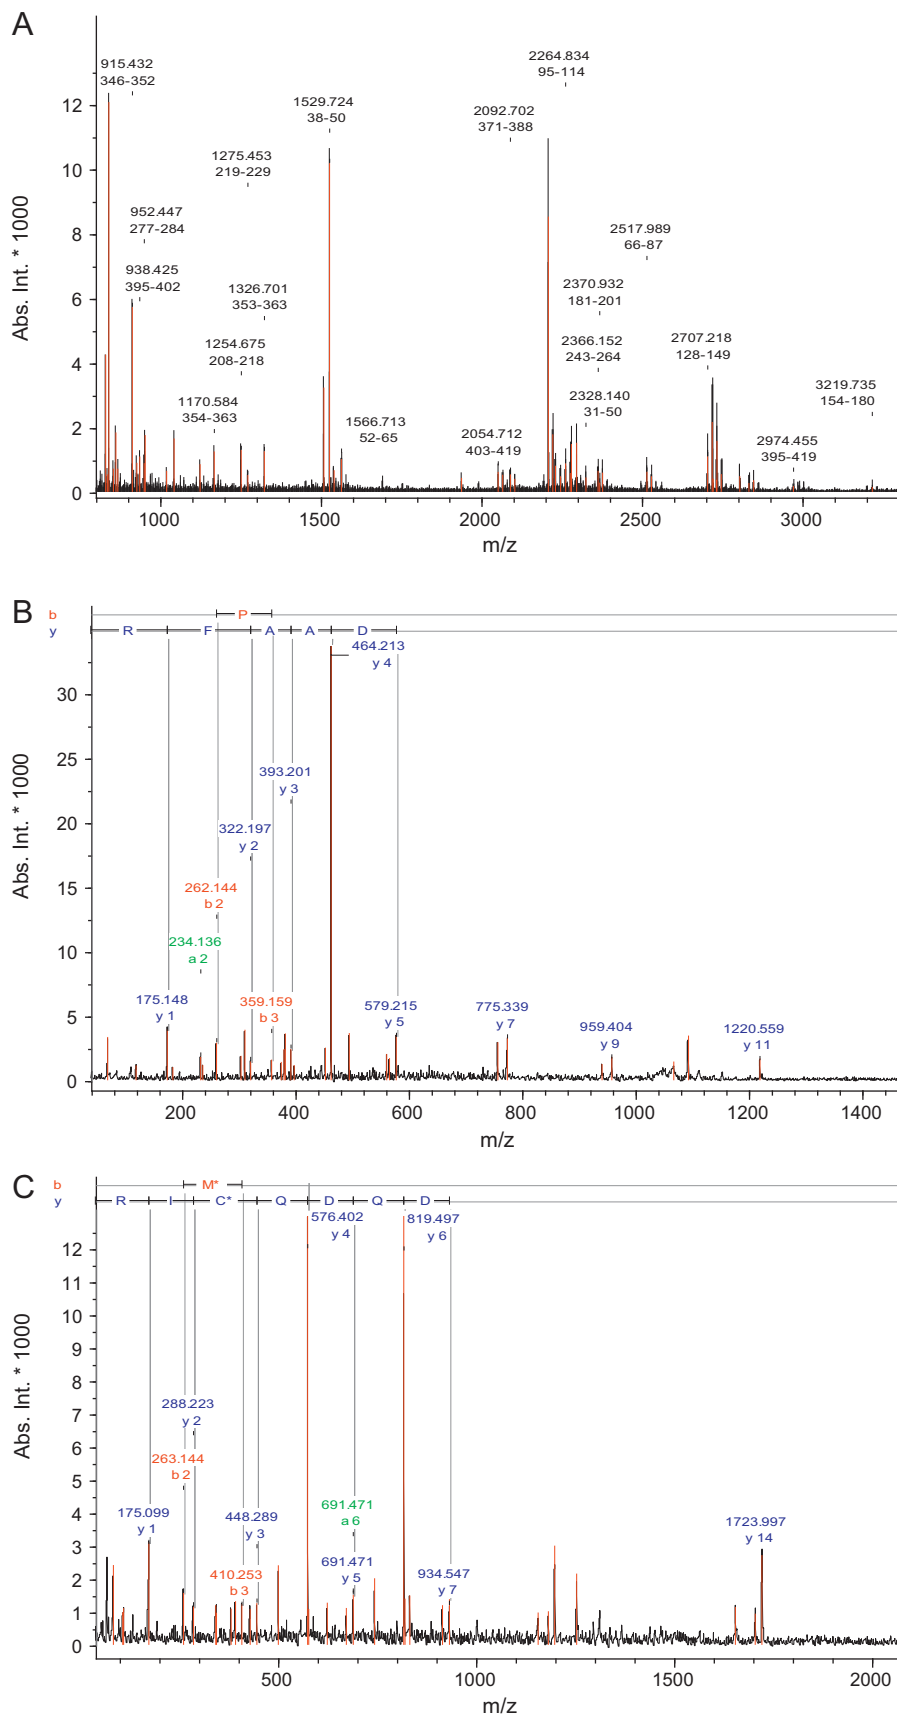 A
915.432
346-352
2264.834
95-114
1529.724
38-50
2092.702
371-388
1275.453
219-229
952.447
277-284
2517.989
66-87
938.425
395-402
1326.701
353-363
2370.932
181-201
1254.675
208-218
2366.152
243-264
2707.218
128-149
1170.584
354-363
2328.140
31-50
3219.735
154-180
1566.713
52-65
2054.712
403-419
2974.455
395-419
12
10
8
6
4
2
0
Abs. Int. * 1000
1000 1500 2000 2500 3000
m/z
B
b P
y R F A A D
464.213
y 4
393.201
y 3
322.197
y 2
262.144
b 2
234.136
a 2
175.148
y 1
359.159
b 3
579.215
y 5
775.339
y 7
959.404
y 9
1220.559
y 11
30
25
20
15
10
5
0
Abs. Int. * 1000
200 400 600 800 1000 1200 1400
m/z
C
b M*
y R I C* Q D Q D
576.402
y 4
819.497
y 6
288.223
y 2
263.144
b 2
175.099
y 1
448.289
y 3
691.471
a 6
1723.997
y 14
410.253
b 3
691.471
y 5
934.547
y 7
12
11
10
9
8
7
6
5
4
3
2
1
0
Abs. Int. * 1000
500 1000 1500 2000
m/z